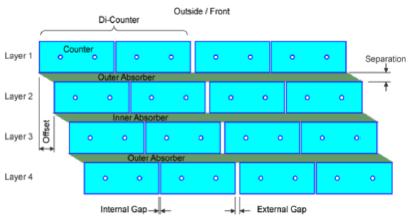 Outside / Front
Di-Counter
Layer 1
Counter
Separation
Outer Absorber
Layer 2
Inner Absorber
Offset
Layer 3
Outer Absorber
Layer 4
Internal Gap
External Gap